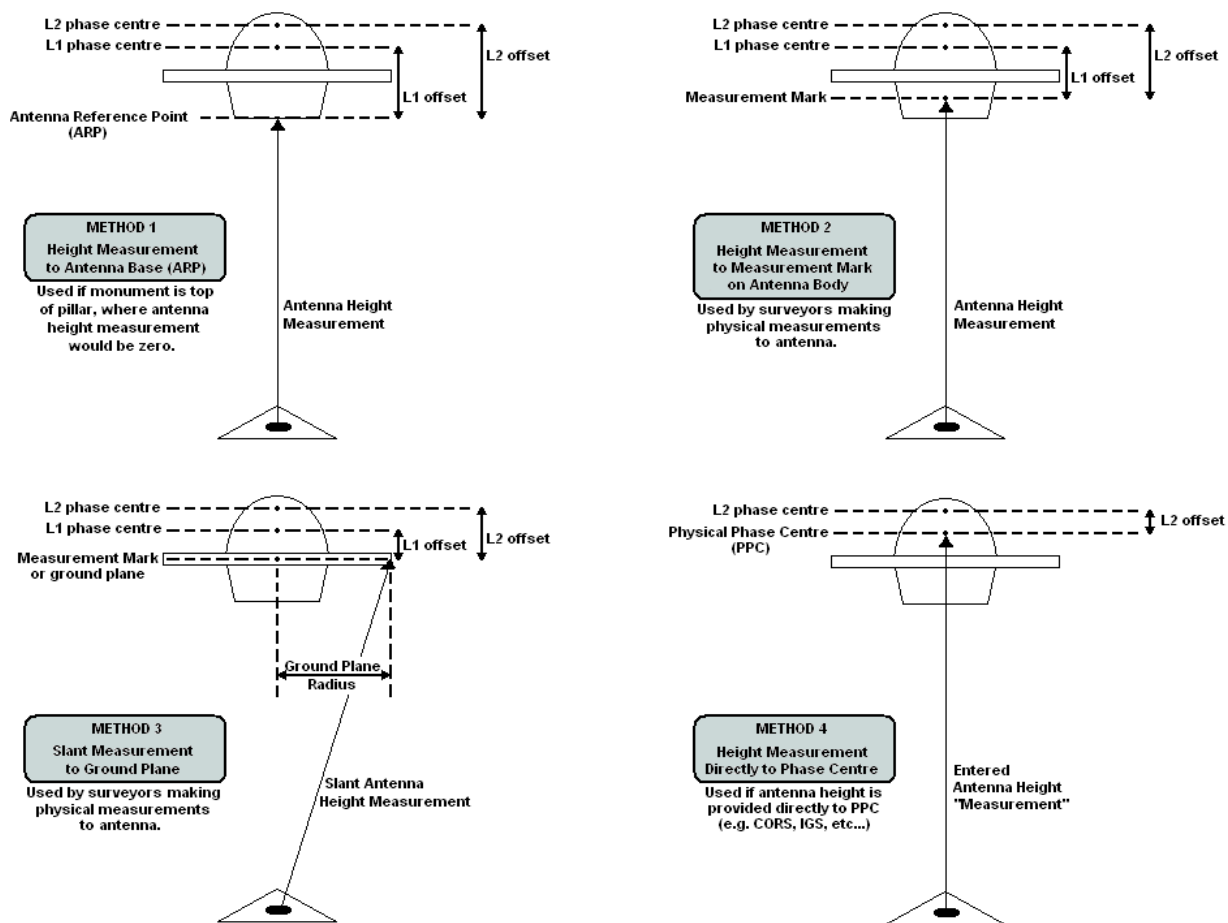 L2 phase centre
L1 phase centre
L2 offset
L1 offset
Antenna Reference Point
(ARP)
METHOD 1
Height Measurement
to Antenna Base (ARP)
Used if monument is top
of pillar, where antenna
height measurement
would be zero.
Antenna Height
Measurement
L2 phase centre
L1 phase centre
L2 offset
L1 offset
Measurement Mark
METHOD 2
Height Measurement
to Measurement Mark
on Antenna Body
Used by surveyors making
physical measurements
to antenna.
Antenna Height
Measurement
L2 phase centre
L1 phase centre
L1 offset
L2 offset
Measurement Mark
or ground plane
Ground Plane
Radius
METHOD 3
Slant Measurement
to Ground Plane
Used by surveyors making
physical measurements
to antenna.
Slant Antenna
Height Measurement
L2 phase centre
Physical Phase Centre
(PPC)
L2 offset
METHOD 4
Height Measurement
Directly to Phase Centre
Used if antenna height is
provided directly to PPC
(e.g. CORS, IGS, etc...)
Entered
Antenna Height
"Measurement"